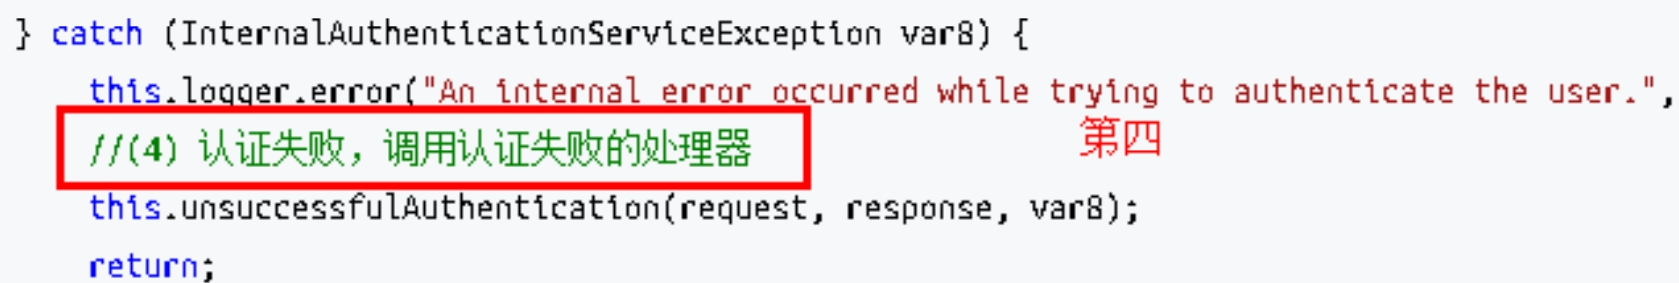 } catch (InternalAuthenticationServiceException var8) {
this.logger.error("An internal error occurred while trying to authenticate the user.",
//(4) 认证失败，调用认证失败的处理器
第四
this.unsuccessfulAuthentication(request, response, var8);
return;